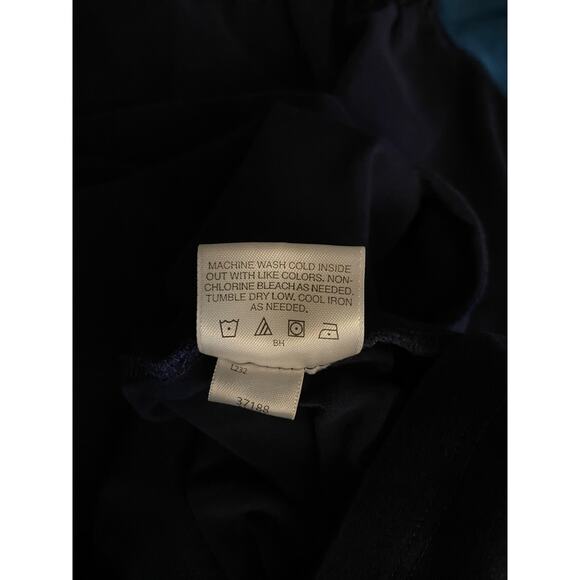 MACHINE WASH COLD INSIDE
OUT WITH LIKE COLORS. NON-
CHLORINE BLEACH AS NEEDED.
TUMBLE DRY LOW. COOL IRON
AS NEEDED.
BH
L232
37188